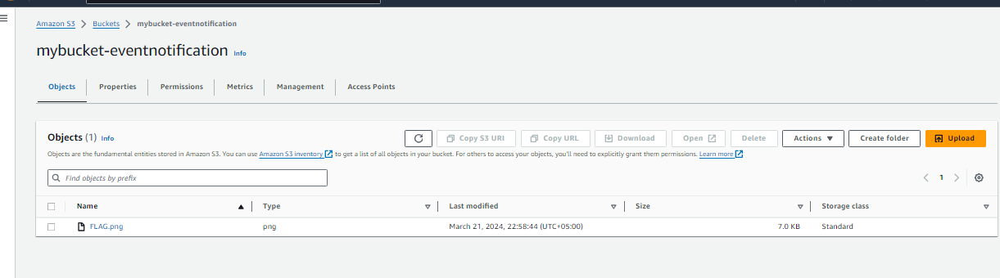 Amazon S3 > Buckets > mybucket-eventnotification
mybucket-eventnotification Info
Objects Properties Permissions Metrics Management Access Points
Objects (1) Info Copy S3 URI Copy URL Download Open Delete Actions Create folder Upload
Objects are the fundamental entities stored in Amazon S3. You can use Amazon S3 inventory to get a list of all objects in your bucket. For others to access your objects, you'll need to explicitly grant them permissions. Learn more
Find objects by prefix 1
Name Type Last modified Size Storage class
FLAG.png png March 21, 2024, 22:58:44 (UTC+05:00) 7.0 KB Standard